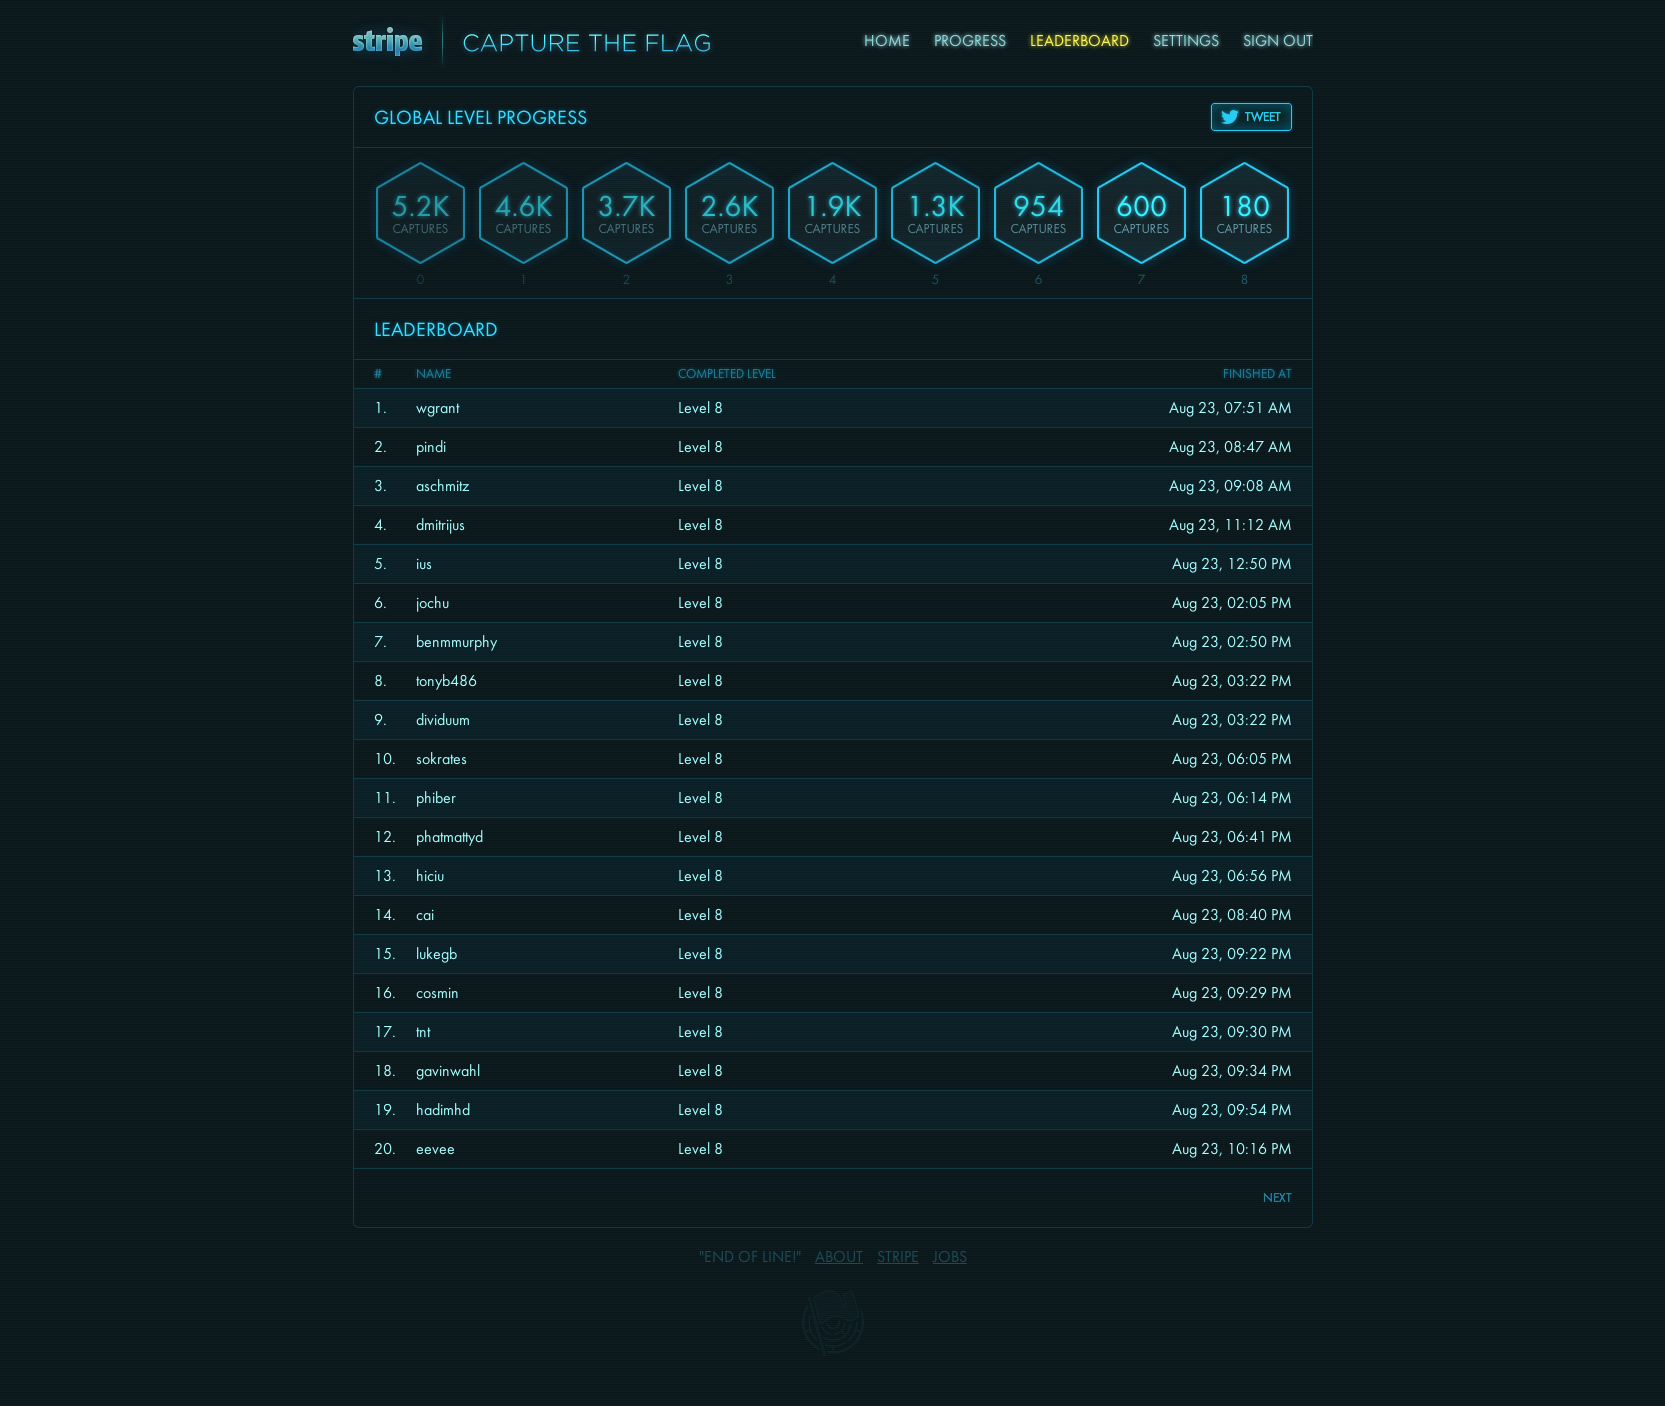 stripe CAPTURE THE FLAG HOME PROGRESS LEADERBOARD SETTINGS SIGN OUT
GLOBAL LEVEL PROGRESS TWEET
5.2K 4.6K 3.7K 2.6K 1.9K 1.3K 954 600 180
CAPTURES CAPTURES CAPTURES CAPTURES CAPTURES CAPTURES CAPTURES CAPTURES CAPTURES
0 1 2 3 4 5 6 7 8
LEADERBOARD
# NAME COMPLETED LEVEL FINISHED AT
1. wgrant Level 8 Aug 23, 07:51 AM
2. pindi Level 8 Aug 23, 08:47 AM
3. aschmitz Level 8 Aug 23, 09:08 AM
4. dmitrijus Level 8 Aug 23, 11:12 AM
5. ius Level 8 Aug 23, 12:50 PM
6. jochu Level 8 Aug 23, 02:05 PM
7. benmmurphy Level 8 Aug 23, 02:50 PM
8. tonyb486 Level 8 Aug 23, 03:22 PM
9. dividuum Level 8 Aug 23, 03:22 PM
10. sokrates Level 8 Aug 23, 06:05 PM
11. phiber Level 8 Aug 23, 06:14 PM
12. phatmattyd Level 8 Aug 23, 06:41 PM
13. hiciu Level 8 Aug 23, 06:56 PM
14. cai Level 8 Aug 23, 08:40 PM
15. lukegb Level 8 Aug 23, 09:22 PM
16. cosmin Level 8 Aug 23, 09:29 PM
17. tnt Level 8 Aug 23, 09:30 PM
18. gavinwahl Level 8 Aug 23, 09:34 PM
19. hadimhd Level 8 Aug 23, 09:54 PM
20. eevee Level 8 Aug 23, 10:16 PM
NEXT
"END OF LINE!" ABOUT STRIPE JOBS